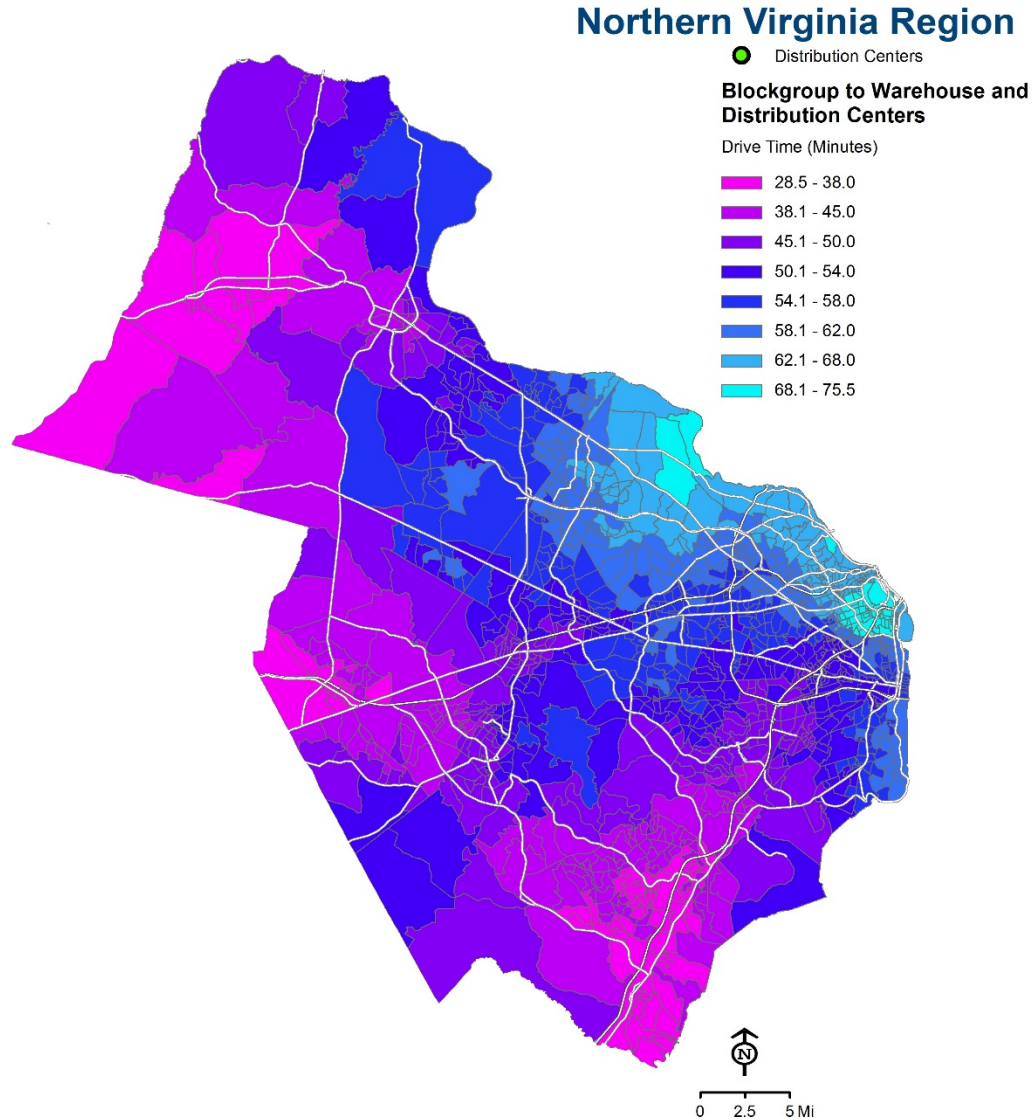 Northern Virginia Region
Distribution Centers
Blockgroup to Warehouse and
Distribution Centers
Drive Time (Minutes)
28.5 - 38.0
38.1 - 45.0
45.1 - 50.0
50.1 - 54.0
54.1 - 58.0
58.1 - 62.0
62.1 - 68.0
68.1 - 75.5
N
0 2.5 5 Mi